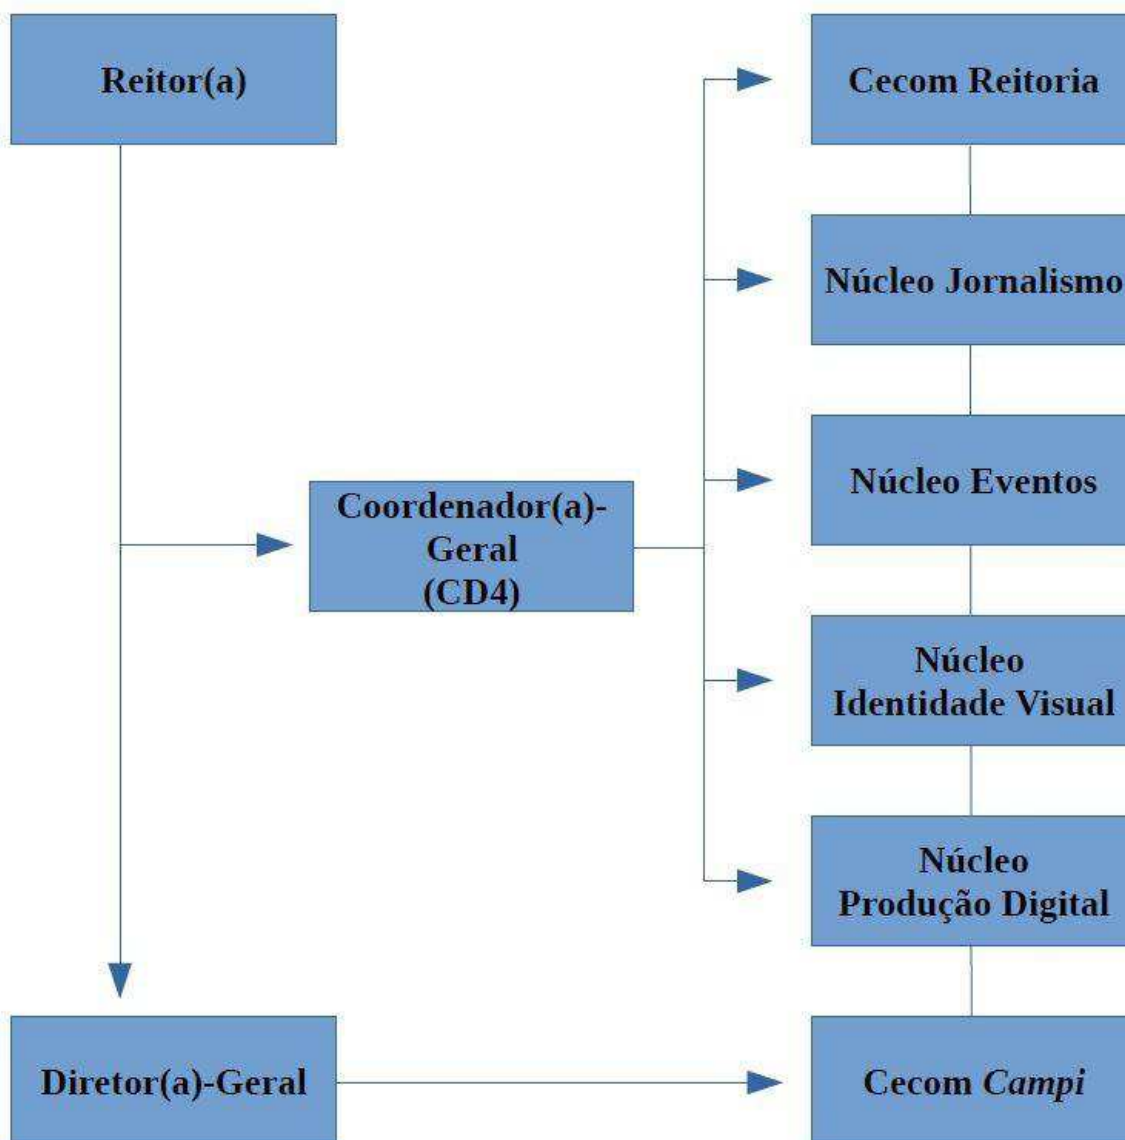 Reitor(a)
Cecom Reitoria
Núcleo Jornalismo
Núcleo Eventos
Coordenador(a)-
Geral
(CD4)
Núcleo
Identidade Visual
Núcleo
Produção Digital
Diretor(a)-Geral
Cecom Campi